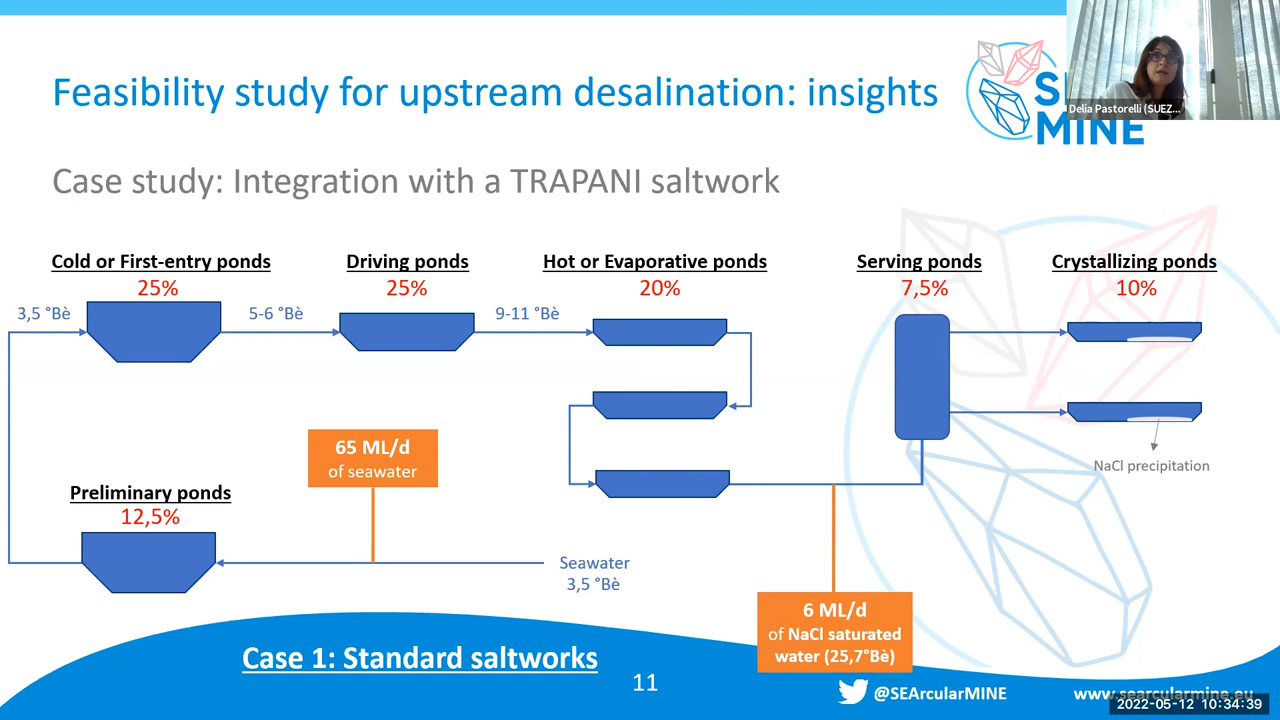 Feasibility study for upstream desalination: insights
Delia Pastorelli (SUEZ...
MINE
Case study: Integration with a TRAPANI saltwork
Cold or First-entry ponds
25%
Driving ponds
25%
Hot or Evaporative ponds
20%
Serving ponds
7,5%
Crystallizing ponds
10%
3,5 °Bè
5-6 °Bè
9-11 °Bè
65 ML/d
of seawater
NaCl precipitation
Preliminary ponds
12,5%
Seawater
3,5 °Bè
6 ML/d
of NaCl saturated
water (25,7°Bè)
Case 1: Standard saltworks
11
@SEArcularMINE
www.searcularmine.eu
2022-05-12 10:34:39